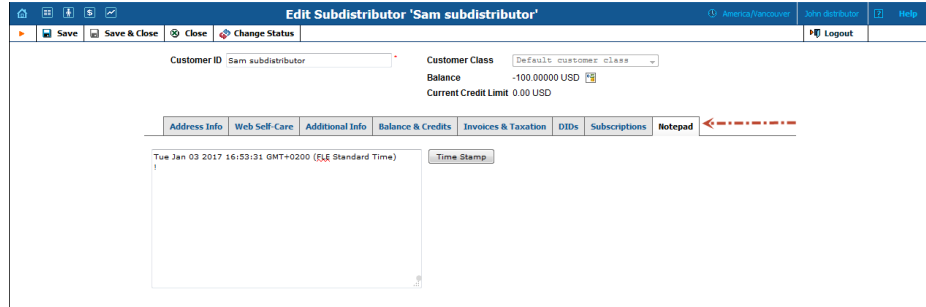 Edit Subdistributor 'Sam subdistributor'
America/Vancouver
John distributor
? Help
Save
Save & Close
Close
Change Status
Logout
Customer ID Sam subdistributor *
Customer Class Default customer class
Balance -100.00000 USD
Current Credit Limit 0.00 USD
Address Info
Web Self-Care
Additional Info
Balance & Credits
Invoices & Taxation
DIDs
Subscriptions
Notepad
Tue Jan 03 2017 16:53:31 GMT+0200 (FLE Standard Time)
!
Time Stamp